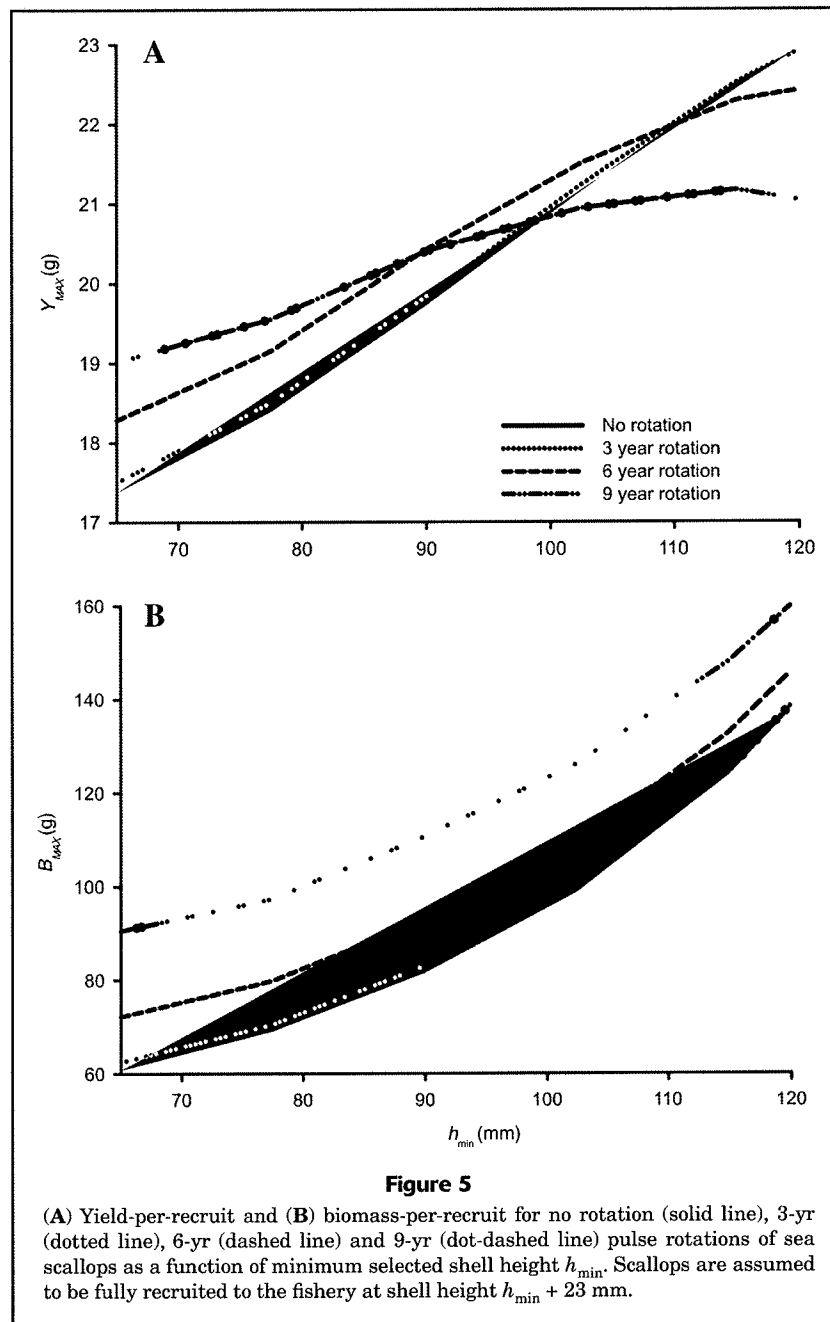 A
23
22
21
20
19
18
17
Y_MAX (g)
70 80 90 100 110 120
No rotation
3 year rotation
6 year rotation
9 year rotation
B
160
140
120
100
80
60
B_MAX (g)
70 80 90 100 110 120
h_min (mm)
Figure 5
(A) Yield-per-recruit and (B) biomass-per-recruit for no rotation (solid line), 3-yr
(dotted line), 6-yr (dashed line) and 9-yr (dot-dashed line) pulse rotations of sea
scallops as a function of minimum selected shell height h_min. Scallops are assumed
to be fully recruited to the fishery at shell height h_min + 23 mm.